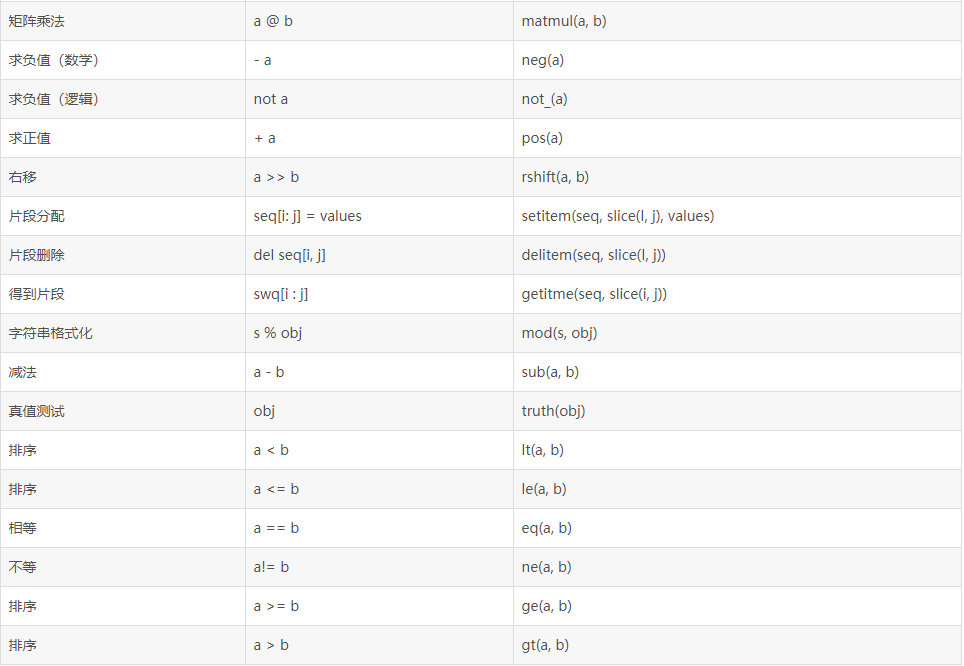 矩阵乘法 a @ b matmul(a, b)
求负值（数学） - a neg(a)
求负值（逻辑） not a not_(a)
求正值 + a pos(a)
右移 a >> b rshift(a, b)
片段分配 seq[i: j] = values setitem(seq, slice(l, j), values)
片段删除 del seq[i, j] delitem(seq, slice(l, j))
得到片段 swq[i : j] getitme(seq, slice(i, j))
字符串格式化 s % obj mod(s, obj)
减法 a - b sub(a, b)
真值测试 obj truth(obj)
排序 a < b lt(a, b)
排序 a <= b le(a, b)
相等 a == b eq(a, b)
不等 a!= b ne(a, b)
排序 a >= b ge(a, b)
排序 a > b gt(a, b)